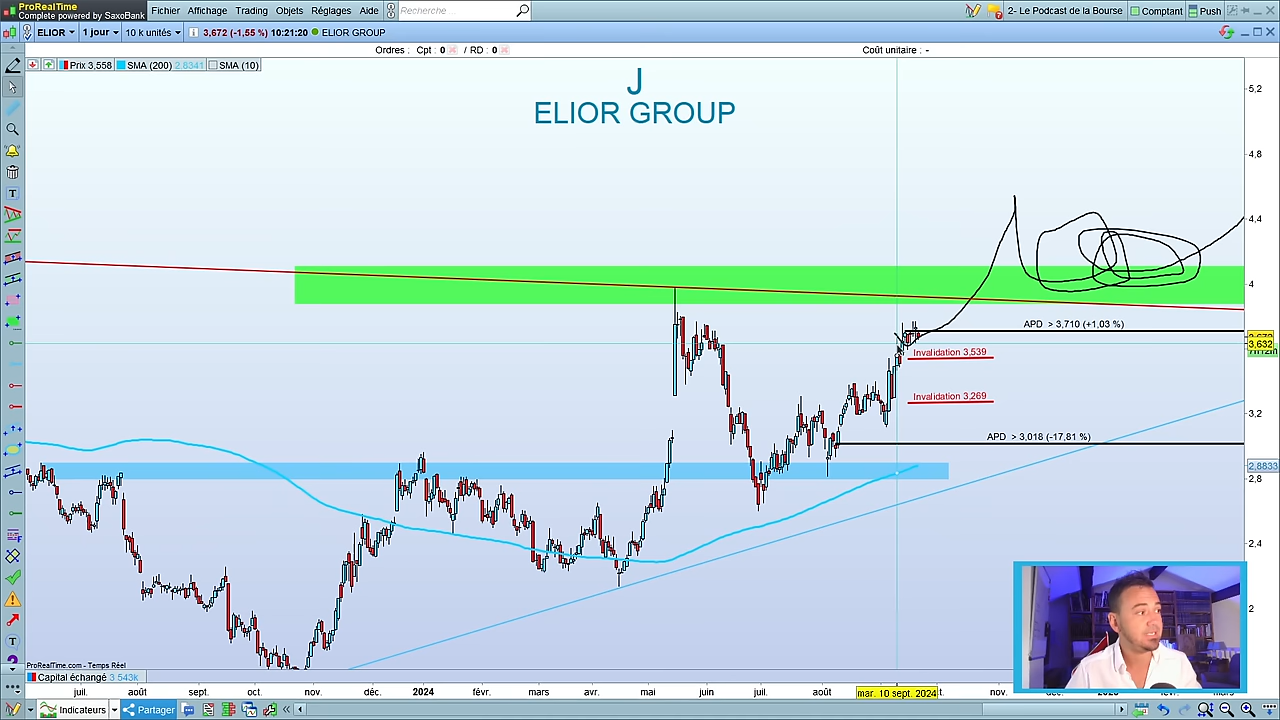 ProRealTime
Complete powered by SaxoBank
Fichier Affichage Trading Objets Réglages Aide Recherche... 2- Le Podcast de la Bourse Comptant Push
ELIOR 1 jour 10 k unités 3,672 (-1,55 %) 10:21:20 ELIOR GROUP
Ordres : Cpt : 0 / RD : 0 Coût unitaire : -
Prix 3,558 SMA (200) 2.8341 SMA (10)
J
ELIOR GROUP
5,2
4,8
4,4
4
APD > 3,710 (+1,03 %)
3,632
Invalidation 3,539
Invalidation 3,269
3,2
APD > 3,018 (-17,81 %)
2,8833
2,8
2,4
2
ProRealTime.com - Temps Réel
Capital échangé 3 543k
juil. août sept. oct. nov. déc. 2024 févr. mars avr. mai juin juil. août mar. 10 sept. 2024 nov.
Indicateurs Partager